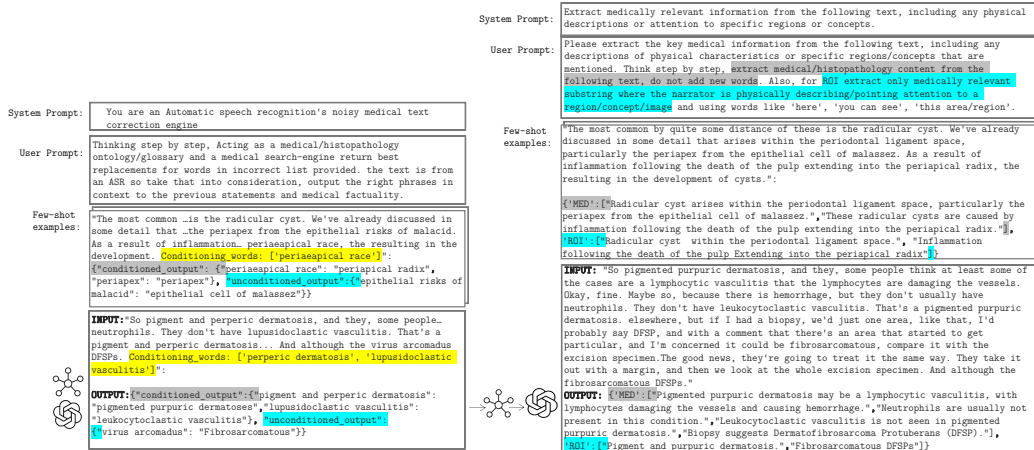 System Prompt:
You are an Automatic speech recognition's noisy medical text
correction engine
User Prompt:
Thinking step by step, Acting as a medical/histopathology
ontology/glossary and a medical search-engine return best
replacements for words in incorrect list provided. the text is from
an ASR so take that into consideration, output the right phrases in
context to the previous statements and medical factuality.
Few-shot
examples:
"The most common …is the radicular cyst. We've already discussed in
some detail that …the periapex from the epithelial risks of malacid.
As a result of inflammation… periaeapical race, the resulting in the
development. Conditioning_words: ['periaeapical race']":
{"conditioned_output": {"periaeapical race": "periapical radix",
"periapex": "periapex"}, "unconditioned_output":{"epithelial risks of
malacid": "epithelial cell of malassez"}}
INPUT:"So pigment and perperic dermatosis, and they, some people…
neutrophils. They don't have lupusidoclastic vasculitis. That's a
pigment and perperic dermatosis... And although the virus arcomadus
DFSPs. Conditioning_words: ['perperic dermatosis', 'lupusidoclastic
vasculitis']":
OUTPUT:{"conditioned_output":{"pigment and perperic dermatosis":
"pigmented purpuric dermatoses","lupusidoclastic vasculitis":
"leukocytoclastic vasculitis"}, "unconditioned_output":
{"virus arcomadus": "Fibrosarcomatous"}}
System Prompt:
Extract medically relevant information from the following text, including any physical
descriptions or attention to specific regions or concepts.
User Prompt:
Please extract the key medical information from the following text, including any
descriptions of physical characteristics or specific regions/concepts that are
mentioned. Think step by step, extract medical/histopathology content from the
following text, do not add new words. Also, for ROI extract only medically relevant
substring where the narrator is physically describing/pointing attention to a
region/concept/image and using words like 'here', 'you can see', 'this area/region'.
Few-shot
examples:
"The most common by quite some distance of these is the radicular cyst. We've already
discussed in some detail that arises within the periodontal ligament space,
particularly the periapex from the epithelial cell of malassez. As a result of
inflammation following the death of the pulp extending into the periapical radix, the
resulting in the development of cysts.":
{'MED':["Radicular cyst arises within the periodontal ligament space, particularly the
periapex from the epithelial cell of malassez.","These radicular cysts are caused by
inflammation following the death of the pulp extending into the periapical radix."],
'ROI':["Radicular cyst within the periodontal ligament space.", "Inflammation
following the death of the pulp Extending into the periapical radix"]}
INPUT: "So pigmented purpuric dermatosis, and they, some people think at least some of
the cases are a lymphocytic vasculitis that the lymphocytes are damaging the vessels.
Okay, fine. Maybe so, because there is hemorrhage, but they don't usually have
neutrophils. They don't have leukocytoclastic vasculitis. That's a pigmented purpuric
dermatosis. elsewhere, but if I had a biopsy, we'd just one area, like that, I'd
probably say DFSP, and with a comment that there's an area that started to get
particular, and I'm concerned it could be fibrosarcomatous, compare it with the
excision specimen.The good news, they're going to treat it the same way. They take it
out with a margin, and then we look at the whole excision specimen. And although the
fibrosarcomatous DFSPs."
OUTPUT: {'MED':["Pigmented purpuric dermatosis may be a lymphocytic vasculitis, with
lymphocytes damaging the vessels and causing hemorrhage.","Neutrophils are usually not
present in this condition.","Leukocytoclastic vasculitis is not seen in pigmented
purpuric dermatosis.","Biopsy suggests Dermatofibrosarcoma Protuberans (DFSP)."],
'ROI':["Pigment and purpuric dermatosis.","Fibrosarcomatous DFSPs"]}